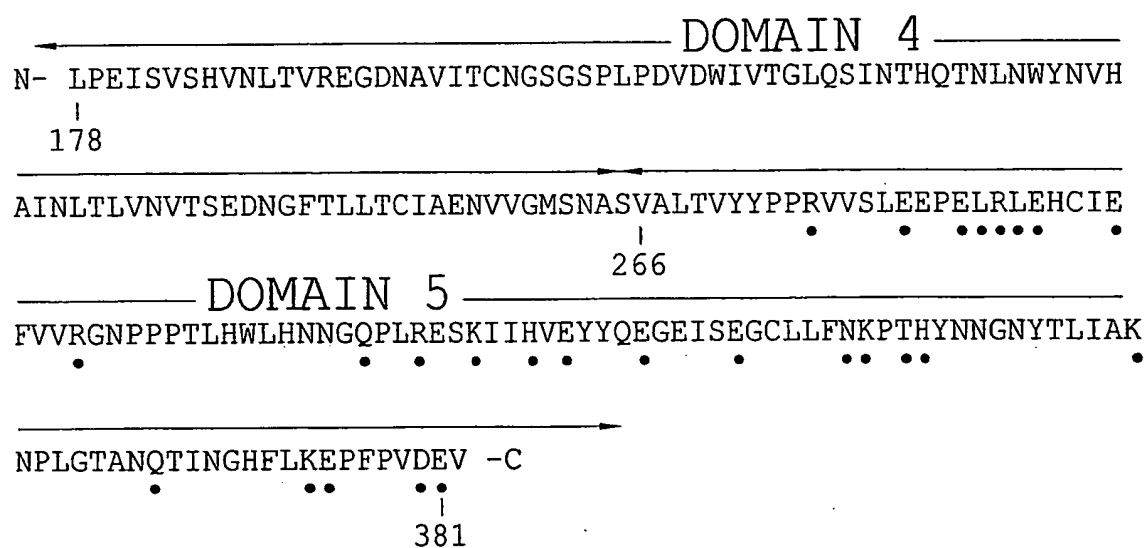 DOMAIN 4
N- LPEISVSHVNLTVREGDNAVITCNGSGSPLPDVDWIVTGLQSINTHQTNLNWYNVH
178
AINLTLVNVTSEDNGFTLLTCIAENVVGMSNASVALTVYYPPRVVSLEEPELRLEHCIE
266
DOMAIN 5
FVVRGNPPPTLHWLHNNGQPLRESKIIHVEYYQEGEISEGCLLFNKPTHYNNGNYTLIAK
NPLGTANQTINGHFLKEPFPVDEV -C
381